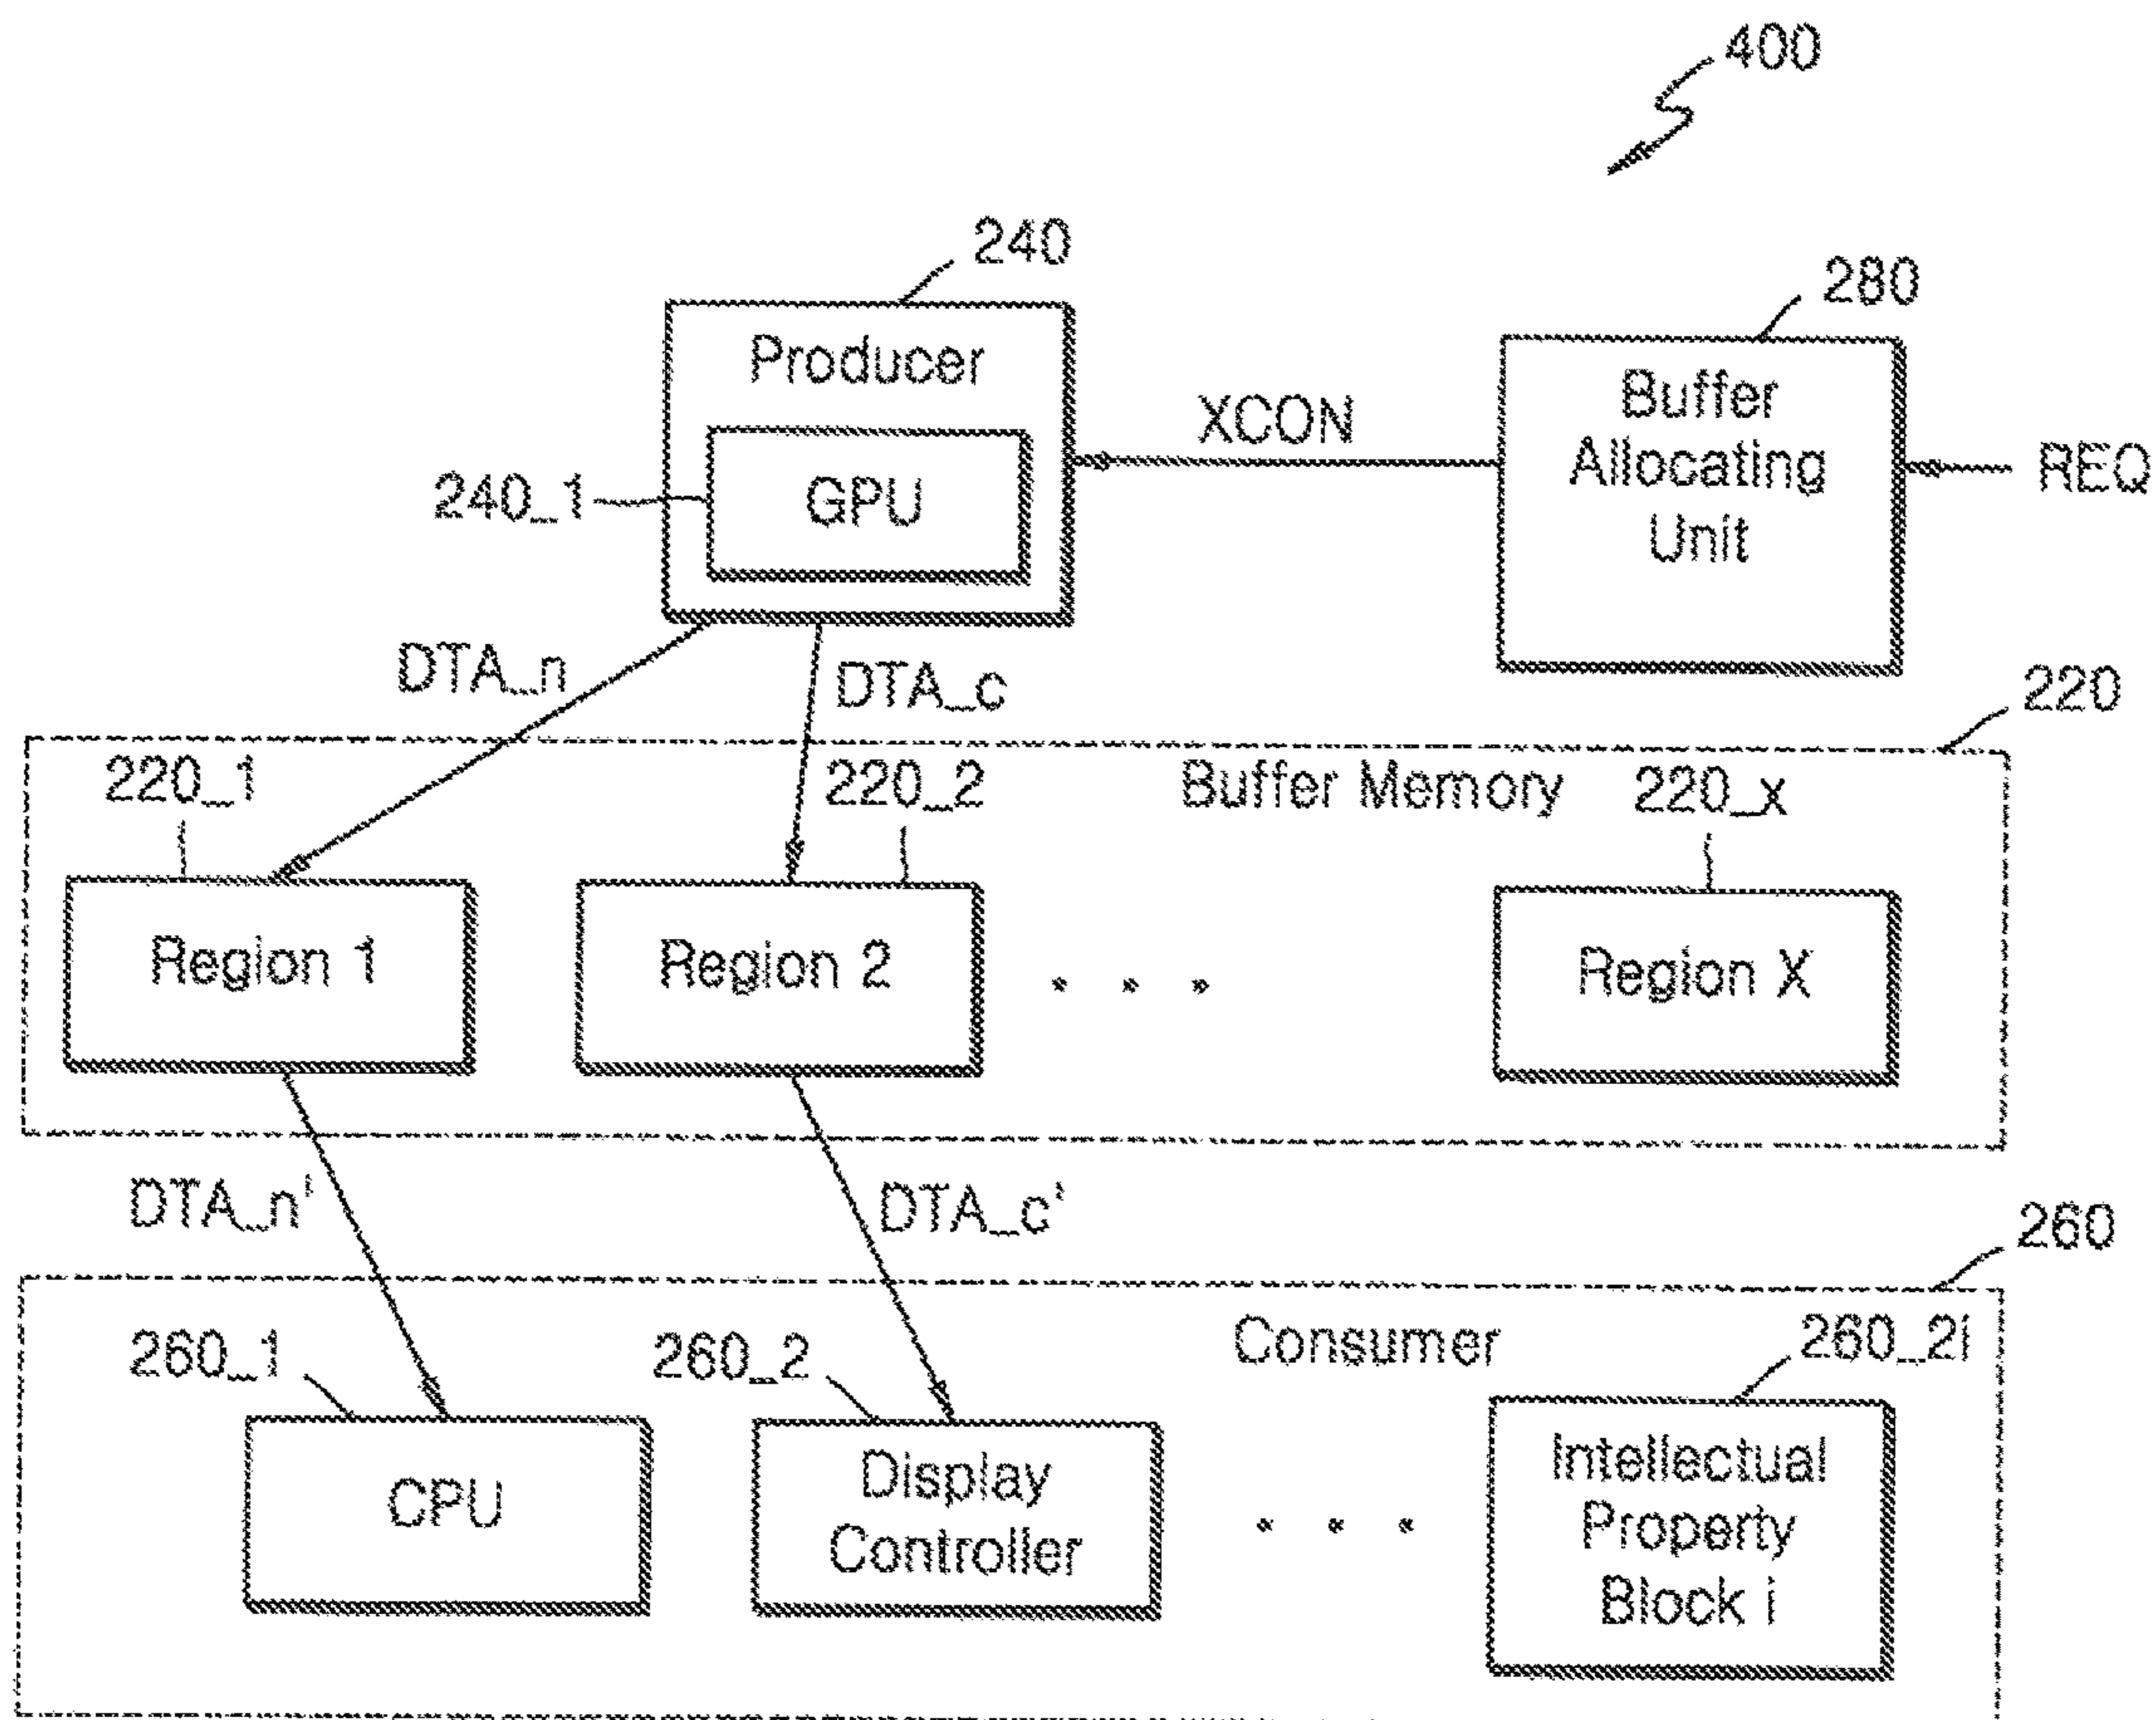 400
240
280
Producer
Buffer
Allocating
Unit
XCON
REQ
240_1
GPU
DTA_n
DTA_c
220
220_1
220_2
Buffer Memory
220_x
Region 1
Region 2
. . .
Region X
DTA_n'
DTA_c'
260
260_1
260_2
Consumer
260_2i
CPU
Display
Controller
. . .
Intellectual
Property
Block i